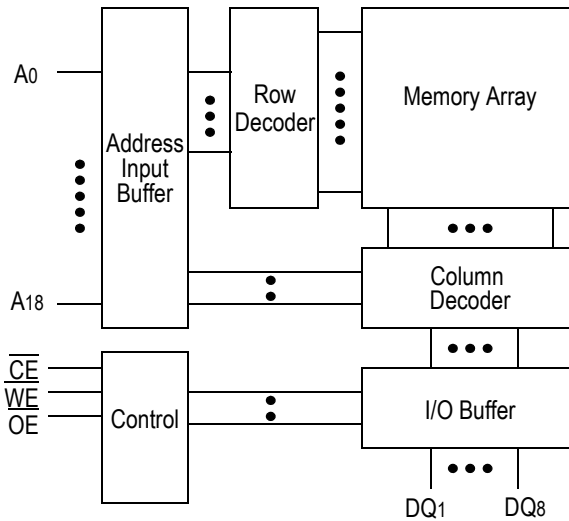 A0
A18
Address
Input
Buffer
Row
Decoder
Memory Array
Column
Decoder
CE
WE
OE
Control
I/O Buffer
DQ1
DQ8